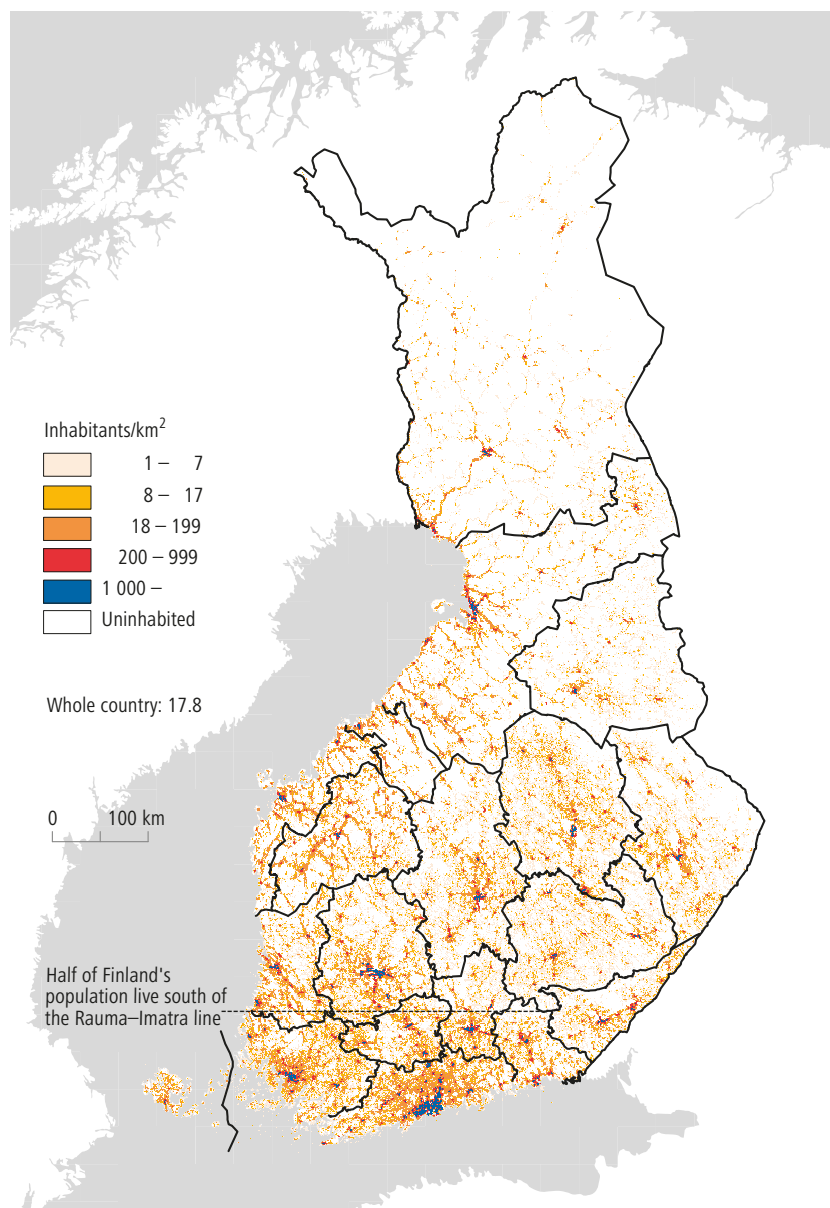 Inhabitants/km2
1 – 7
8 – 17
18 – 199
200 – 999
1 000 –
Uninhabited
Whole country: 17.8
0 100 km
Half of Finland's
population live south of
the Rauma–Imatra line